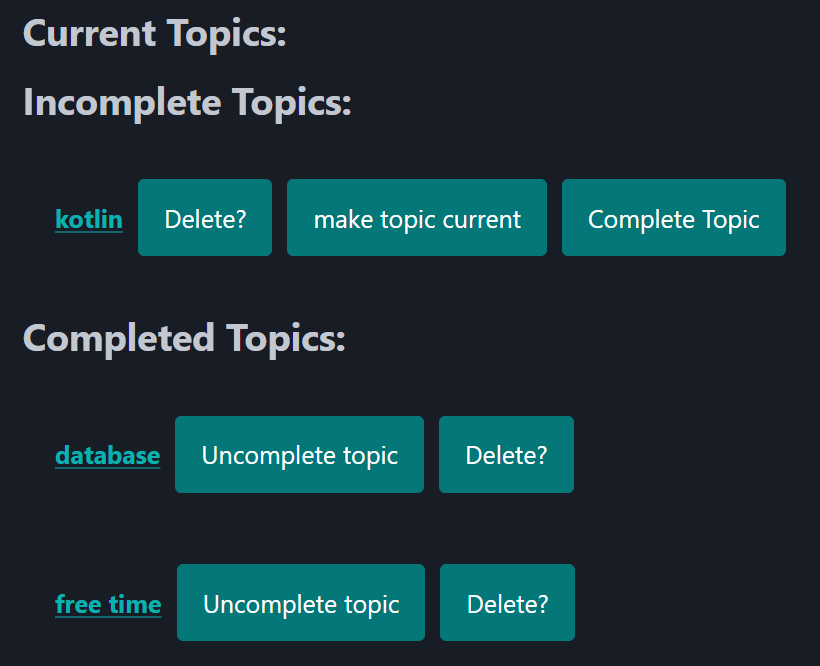 Current Topics:
Incomplete Topics:
kotlin Delete? make topic current Complete Topic
Completed Topics:
database Uncomplete topic Delete?
free time Uncomplete topic Delete?